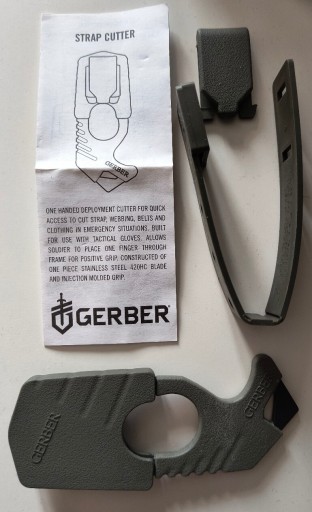 GERBER
STRAP CUTTER
GERBER
ONE HANDED DEPLOYMENT CUTTER FOR QUICK
ACCESS TO CUT STRAP, WEBBING, BELTS AND
CLOTHING IN EMERGENCY SITUATIONS. BUILT
FOR USE WITH TACTICAL GLOVES, ALLOWS
SOLDIER TO PLACE ONE FINGER THROUGH
FRAME FOR POSITIVE GRIP. CONSTRUCTED OF
ONE PIECE STAINLESS STEEL 420HC BLADE
AND INJECTION MOLDED GRIP.
GERBER®
GERBER
GERBER